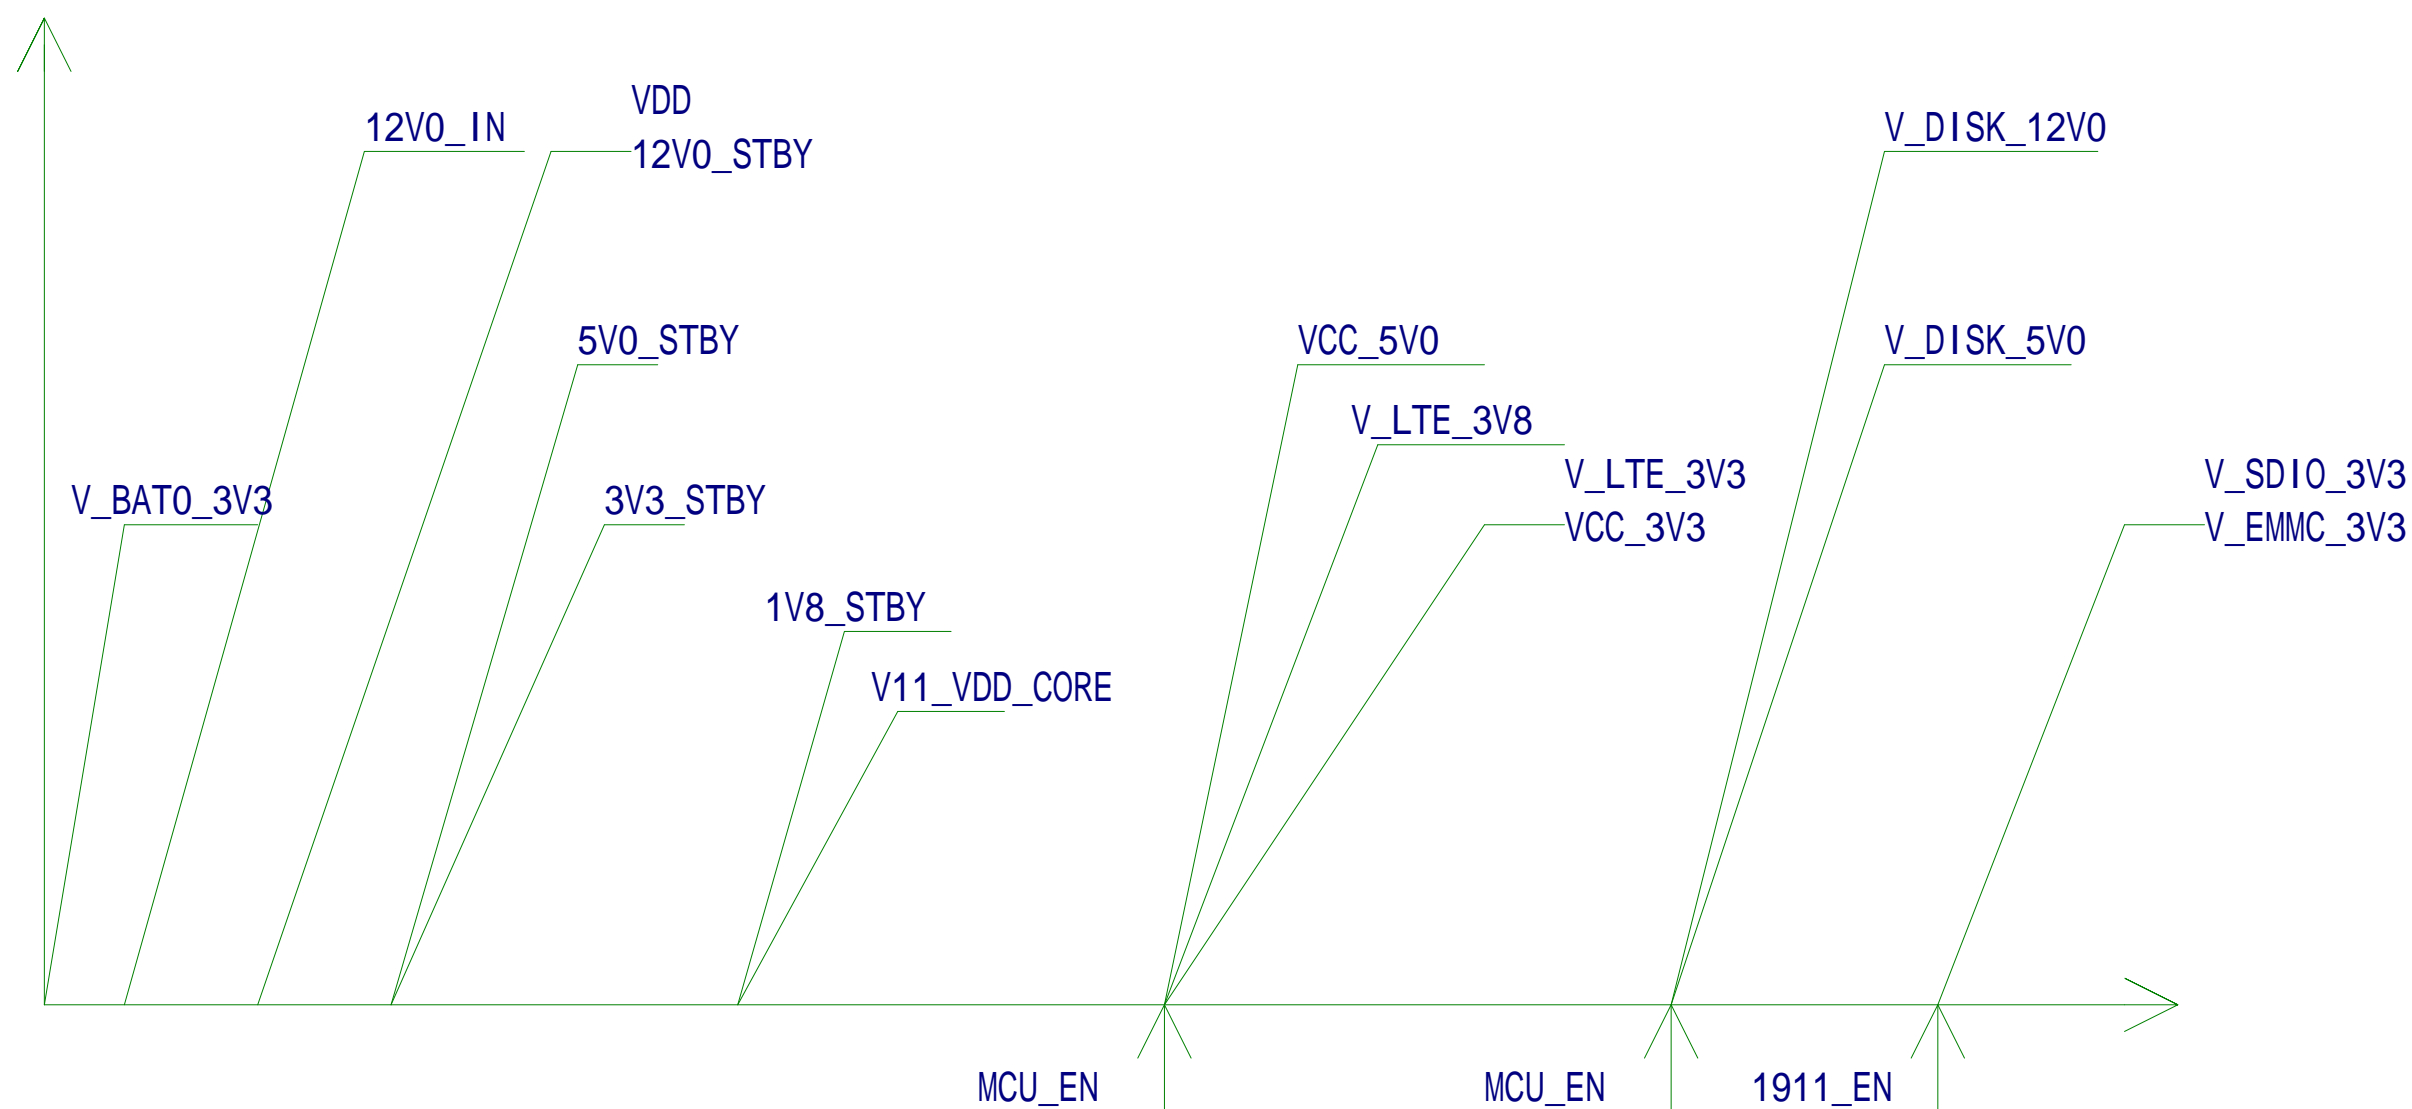 VDD
12V0_IN
12V0_STBY
V_DISK_12V0
5V0_STBY
VCC_5V0
V_DISK_5V0
V_LTE_3V8
V_BAT0_3V3
3V3_STBY
V_LTE_3V3
VCC_3V3
V_SDIO_3V3
V_EMMC_3V3
1V8_STBY
V11_VDD_CORE
MCU_EN
MCU_EN
1911_EN